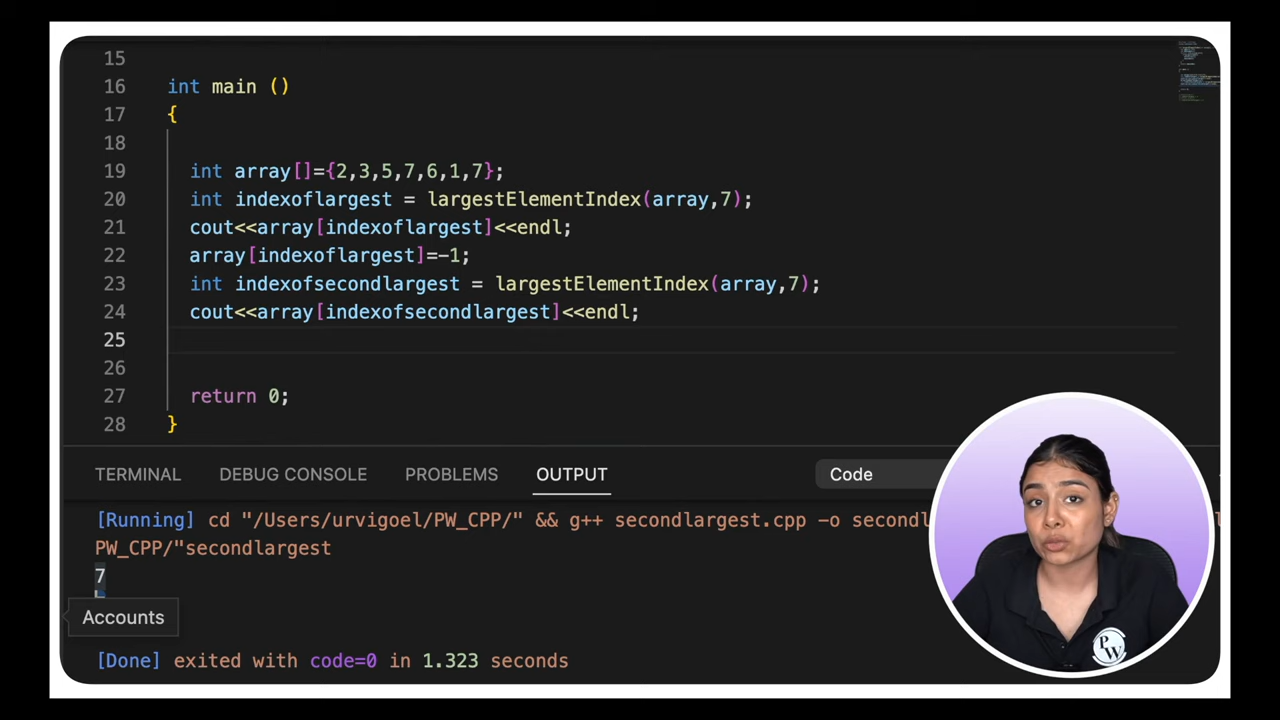 15
16 int main ()
17 {
18
19 int array[]={2,3,5,7,6,1,7};
20 int indexoflargest = largestElementIndex(array,7);
21 cout<<array[indexoflargest]<<endl;
22 array[indexoflargest]=-1;
23 int indexofsecondlargest = largestElementIndex(array,7);
24 cout<<array[indexofsecondlargest]<<endl;
25
26
27 return 0;
28 }
TERMINAL DEBUG CONSOLE PROBLEMS OUTPUT Code
[Running] cd "/Users/urvigoel/PW_CPP/" && g++ secondlargest.cpp -o
PW_CPP/"secondlargest
7
Accounts
[Done] exited with code=0 in 1.323 seconds
P
W